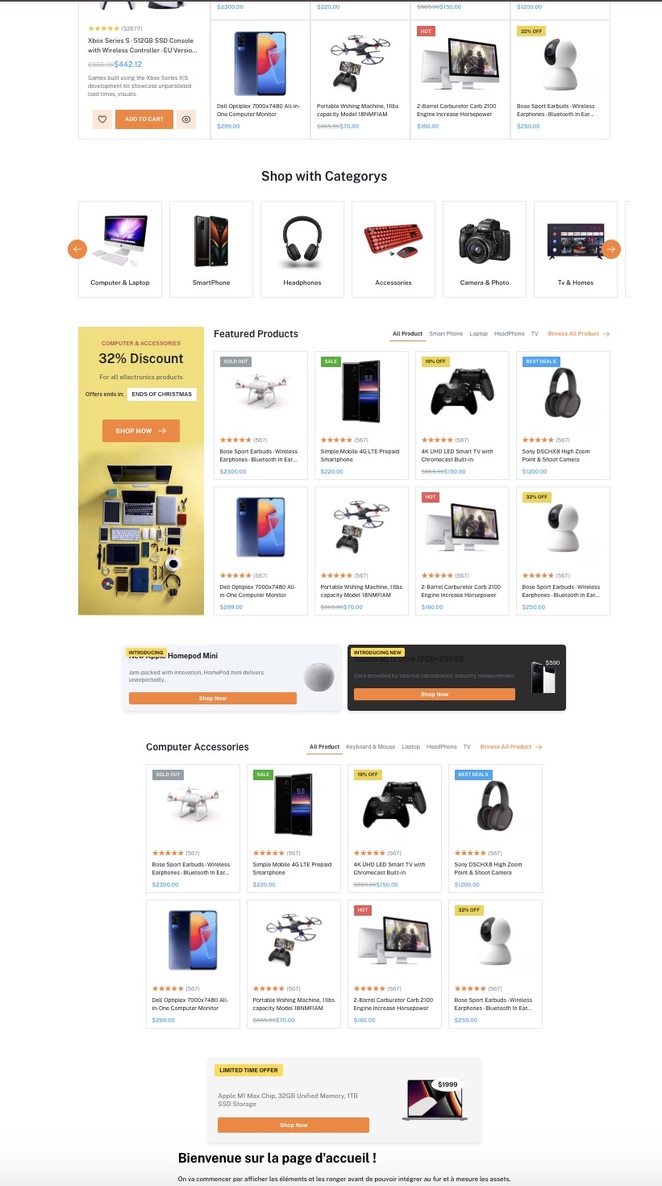 $2300.00
$220.00
$865.00$150.00
$1200.00
★★★★★ (52677)
Xbox Series S - 512GB SSD Console
with Wireless Controller - EU Versio...
$865.00$442.12
Games built using the Xbox Series X|S
development kit showcase unparalleled
load times, visuals.
ADD TO CART
Dell Optiplex 7000x7480 All-
in-One Computer Monitor
$299.00
Portable Wshing Machine, 11lbs
capacity Model 18NMFIAM
$865.00$70.00
HOT
2-Barrel Carburetor Carb 2100
Engine Increase Horsepower
$160.00
32% OFF
Bose Sport Earbuds - Wireless
Earphones - Bluetooth In Ear...
$250.00
Shop with Categorys
Computer & Laptop
SmartPhone
Headphones
Accessories
Camera & Photo
Tv & Homes
COMPUTER & ACCESSORIES
32% Discount
For all ellectronics products
Offers ends in: ENDS OF CHRISTMAS
SHOP NOW
Featured Products
All Product Smart Phone Laptop HeadPhone TV Browse All Product
SOLD OUT
★★★★★ (567)
Bose Sport Earbuds - Wireless
Earphones - Bluetooth In Ear...
$2300.00
SALE
★★★★★ (567)
Simple Mobile 4G LTE Prepaid
Smartphone
$220.00
19% OFF
★★★★★ (567)
4K UHD LED Smart TV with
Chromecast Built-in
$865.00$150.00
BEST DEALS
★★★★★ (567)
Sony DSCHX8 High Zoom
Point & Shoot Camera
$1200.00
★★★★★ (567)
Dell Optiplex 7000x7480 All-
in-One Computer Monitor
$299.00
★★★★★ (567)
Portable Wshing Machine, 11lbs
capacity Model 18NMFIAM
$865.00$70.00
HOT
★★★★★ (567)
2-Barrel Carburetor Carb 2100
Engine Increase Horsepower
$160.00
32% OFF
★★★★★ (567)
Bose Sport Earbuds - Wireless
Earphones - Bluetooth In Ear...
$250.00
INTRODUCING
New Apple Homepod Mini
Jam-packed with innovation, HomePod mini delivers
unexpectedly.
Shop Now
INTRODUCING NEW
Xiaomi Mi 11 Ultra 12GB+256GB
Data provided by internal laboratories. Industry measurement.
Shop Now
$590
Computer Accessories
All Product Keyboard & Mouse Laptop HeadPhone TV Browse All Product
SOLD OUT
★★★★★ (567)
Bose Sport Earbuds - Wireless
Earphones - Bluetooth In Ear...
$2300.00
SALE
★★★★★ (567)
Simple Mobile 4G LTE Prepaid
Smartphone
$220.00
19% OFF
★★★★★ (567)
4K UHD LED Smart TV with
Chromecast Built-in
$865.00$150.00
BEST DEALS
★★★★★ (567)
Sony DSCHX8 High Zoom
Point & Shoot Camera
$1200.00
★★★★★ (567)
Dell Optiplex 7000x7480 All-
in-One Computer Monitor
$299.00
★★★★★ (567)
Portable Wshing Machine, 11lbs
capacity Model 18NMFIAM
$865.00$70.00
HOT
★★★★★ (567)
2-Barrel Carburetor Carb 2100
Engine Increase Horsepower
$160.00
32% OFF
★★★★★ (567)
Bose Sport Earbuds - Wireless
Earphones - Bluetooth In Ear...
$250.00
LIMITED TIME OFFER
Apple M1 Max Chip, 32GB Unified Memory, 1TB
SSD Storage
Shop Now
$1999
Bienvenue sur la page d'accueil !
On va commencer par afficher les éléments et les ranger avant de pouvoir intégrer au fur et à mesure les assets.